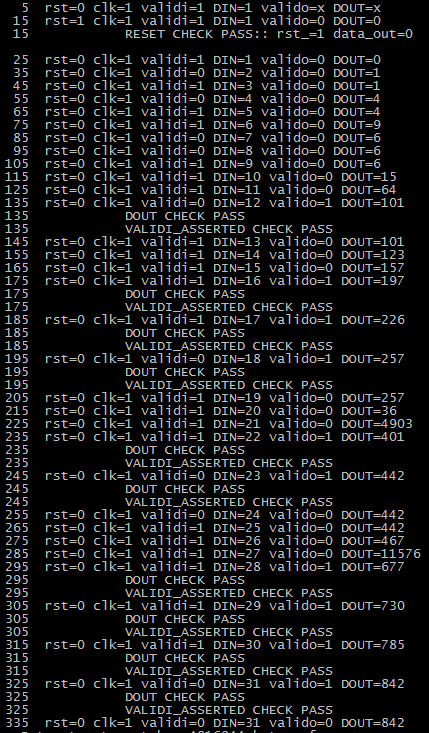 5 rst=0 clk=1 validi=1 DIN=1 valido=x DOUT=x
15 rst=1 clk=1 validi=1 DIN=1 valido=0 DOUT=0
15 RESET CHECK PASS:: rst_=1 data_out=0
25 rst=0 clk=1 validi=1 DIN=1 valido=0 DOUT=0
35 rst=0 clk=1 validi=0 DIN=2 valido=0 DOUT=1
45 rst=0 clk=1 validi=1 DIN=3 valido=0 DOUT=1
55 rst=0 clk=1 validi=0 DIN=4 valido=0 DOUT=4
65 rst=0 clk=1 validi=1 DIN=5 valido=0 DOUT=4
75 rst=0 clk=1 validi=1 DIN=6 valido=0 DOUT=9
85 rst=0 clk=1 validi=0 DIN=7 valido=0 DOUT=6
95 rst=0 clk=1 validi=0 DIN=8 valido=0 DOUT=6
105 rst=0 clk=1 validi=1 DIN=9 valido=0 DOUT=6
115 rst=0 clk=1 validi=1 DIN=10 valido=0 DOUT=15
125 rst=0 clk=1 validi=1 DIN=11 valido=0 DOUT=64
135 rst=0 clk=1 validi=0 DIN=12 valido=1 DOUT=101
135 DOUT CHECK PASS
135 VALIDI_ASSERTED CHECK PASS
145 rst=0 clk=1 validi=1 DIN=13 valido=0 DOUT=101
155 rst=0 clk=1 validi=1 DIN=14 valido=0 DOUT=123
165 rst=0 clk=1 validi=1 DIN=15 valido=0 DOUT=157
175 rst=0 clk=1 validi=1 DIN=16 valido=1 DOUT=197
175 DOUT CHECK PASS
175 VALIDI_ASSERTED CHECK PASS
185 rst=0 clk=1 validi=1 DIN=17 valido=1 DOUT=226
185 DOUT CHECK PASS
185 VALIDI_ASSERTED CHECK PASS
195 rst=0 clk=1 validi=0 DIN=18 valido=1 DOUT=257
195 DOUT CHECK PASS
195 VALIDI_ASSERTED CHECK PASS
205 rst=0 clk=1 validi=1 DIN=19 valido=0 DOUT=257
215 rst=0 clk=1 validi=1 DIN=20 valido=0 DOUT=36
225 rst=0 clk=1 validi=1 DIN=21 valido=0 DOUT=4903
235 rst=0 clk=1 validi=1 DIN=22 valido=1 DOUT=401
235 DOUT CHECK PASS
235 VALIDI_ASSERTED CHECK PASS
245 rst=0 clk=1 validi=0 DIN=23 valido=1 DOUT=442
245 DOUT CHECK PASS
245 VALIDI_ASSERTED CHECK PASS
255 rst=0 clk=1 validi=0 DIN=24 valido=0 DOUT=442
265 rst=0 clk=1 validi=1 DIN=25 valido=0 DOUT=442
275 rst=0 clk=1 validi=1 DIN=26 valido=0 DOUT=467
285 rst=0 clk=1 validi=1 DIN=27 valido=0 DOUT=11576
295 rst=0 clk=1 validi=1 DIN=28 valido=1 DOUT=677
295 DOUT CHECK PASS
295 VALIDI_ASSERTED CHECK PASS
305 rst=0 clk=1 validi=1 DIN=29 valido=1 DOUT=730
305 DOUT CHECK PASS
305 VALIDI_ASSERTED CHECK PASS
315 rst=0 clk=1 validi=1 DIN=30 valido=1 DOUT=785
315 DOUT CHECK PASS
315 VALIDI_ASSERTED CHECK PASS
325 rst=0 clk=1 validi=0 DIN=31 valido=1 DOUT=842
325 DOUT CHECK PASS
325 VALIDI_ASSERTED CHECK PASS
335 rst=0 clk=1 validi=0 DIN=31 valido=0 DOUT=842